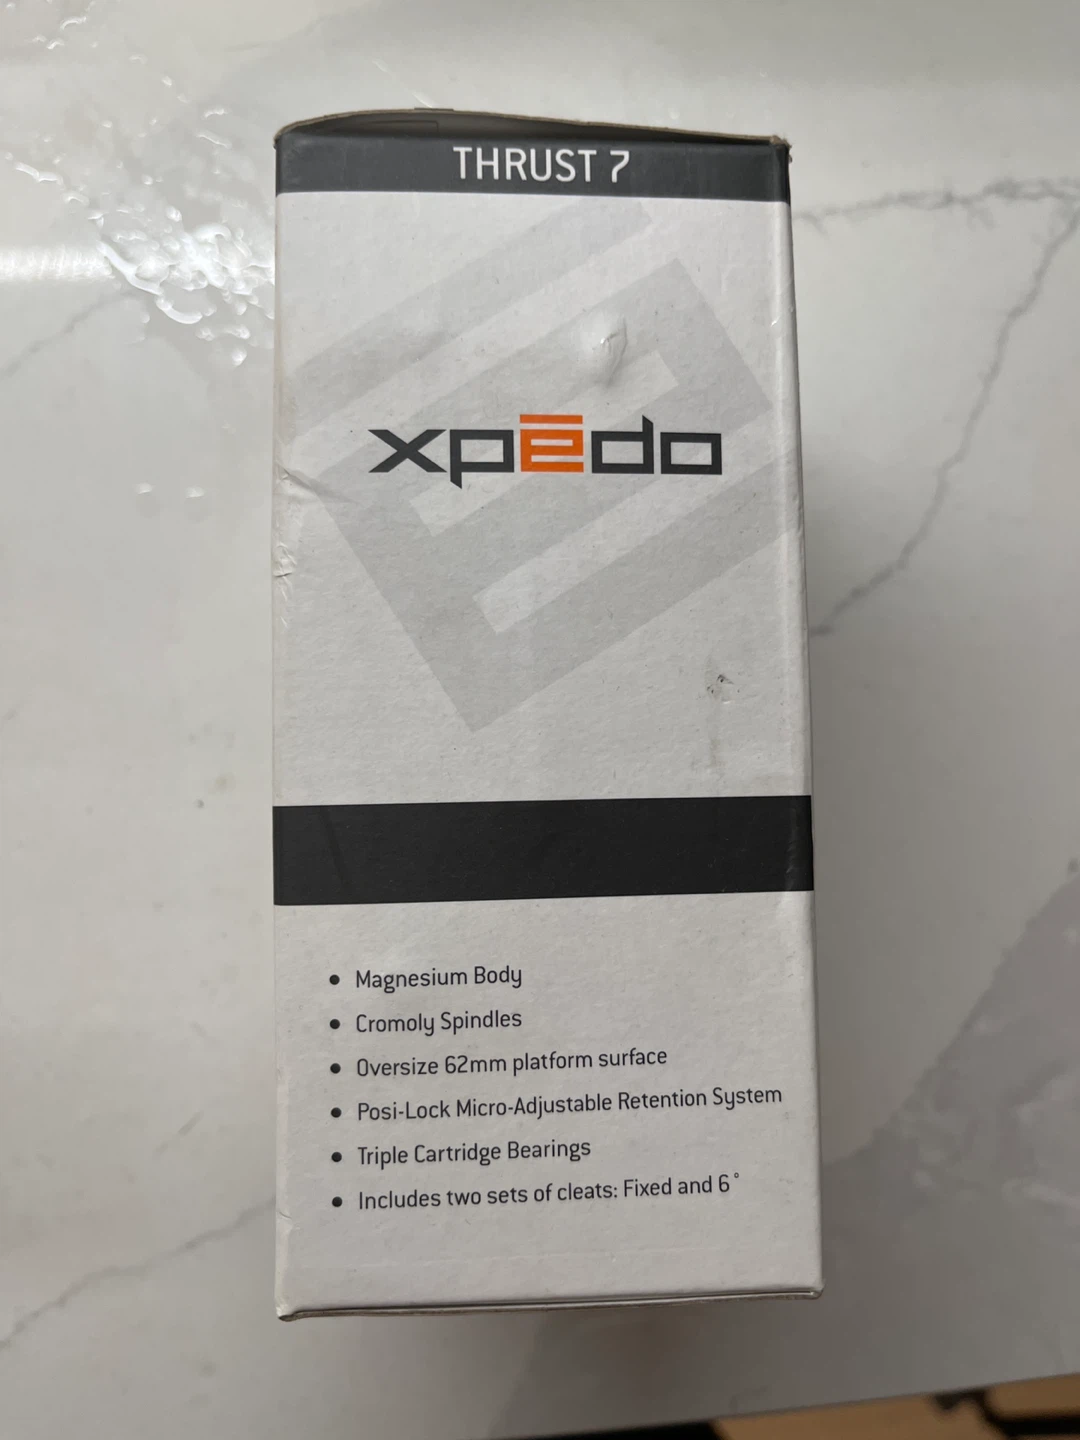 THRUST 7
xpēdo
• Magnesium Body
• Cromoly Spindles
• Oversize 62mm platform surface
• Posi-Lock Micro-Adjustable Retention System
• Triple Cartridge Bearings
• Includes two sets of cleats: Fixed and 6°